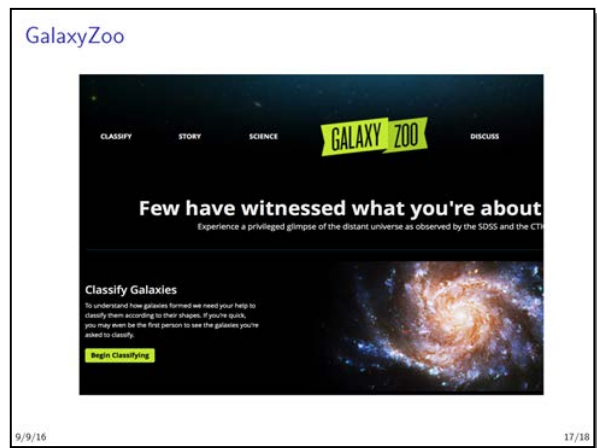 GalaxyZoo
CLASSIFY STORY SCIENCE GALAXY ZOO DISCUSS
Few have witnessed what you're about
Experience a privileged glimpse of the distant universe as observed by the SDSS and the CTI
Classify Galaxies
To understand how galaxies formed we need your help to
classify them according to their shapes. If you're quick,
you may even be the first person to see the galaxies you're
asked to classify.
Begin Classifying
9/9/16 17/18